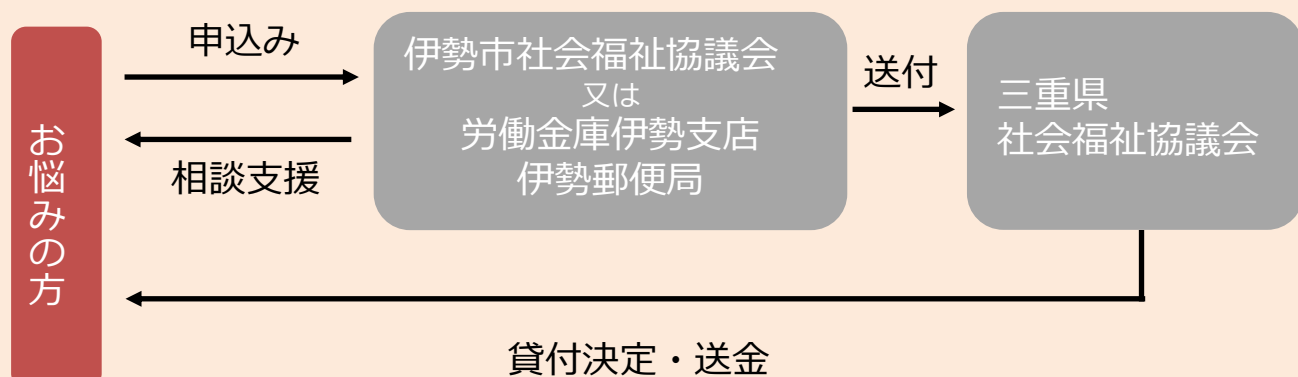 お悩みの方
申込み
相談支援
伊勢市社会福祉協議会
又は
労働金庫伊勢支店
伊勢郵便局
送付
三重県
社会福祉協議会
貸付決定・送金